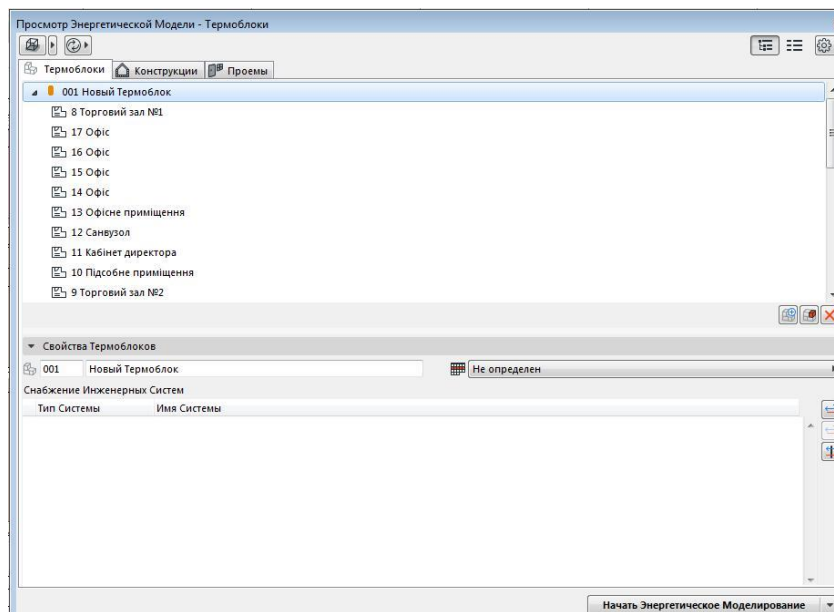 Просмотр Энергетической Модели - Термоблоки
Термоблоки Конструкции Проемы
001 Новый Термоблок
8 Торговий зал №1
17 Офіс
16 Офіс
15 Офіс
14 Офіс
13 Офісне приміщення
12 Санвузол
11 Кабінет директора
10 Підсобне приміщення
9 Торговий зал №2
Свойства Термоблоков
001 Новый Термоблок Не определен
Снабжение Инженерных Систем
Тип Системы Имя Системы
Начать Энергетическое Моделирование